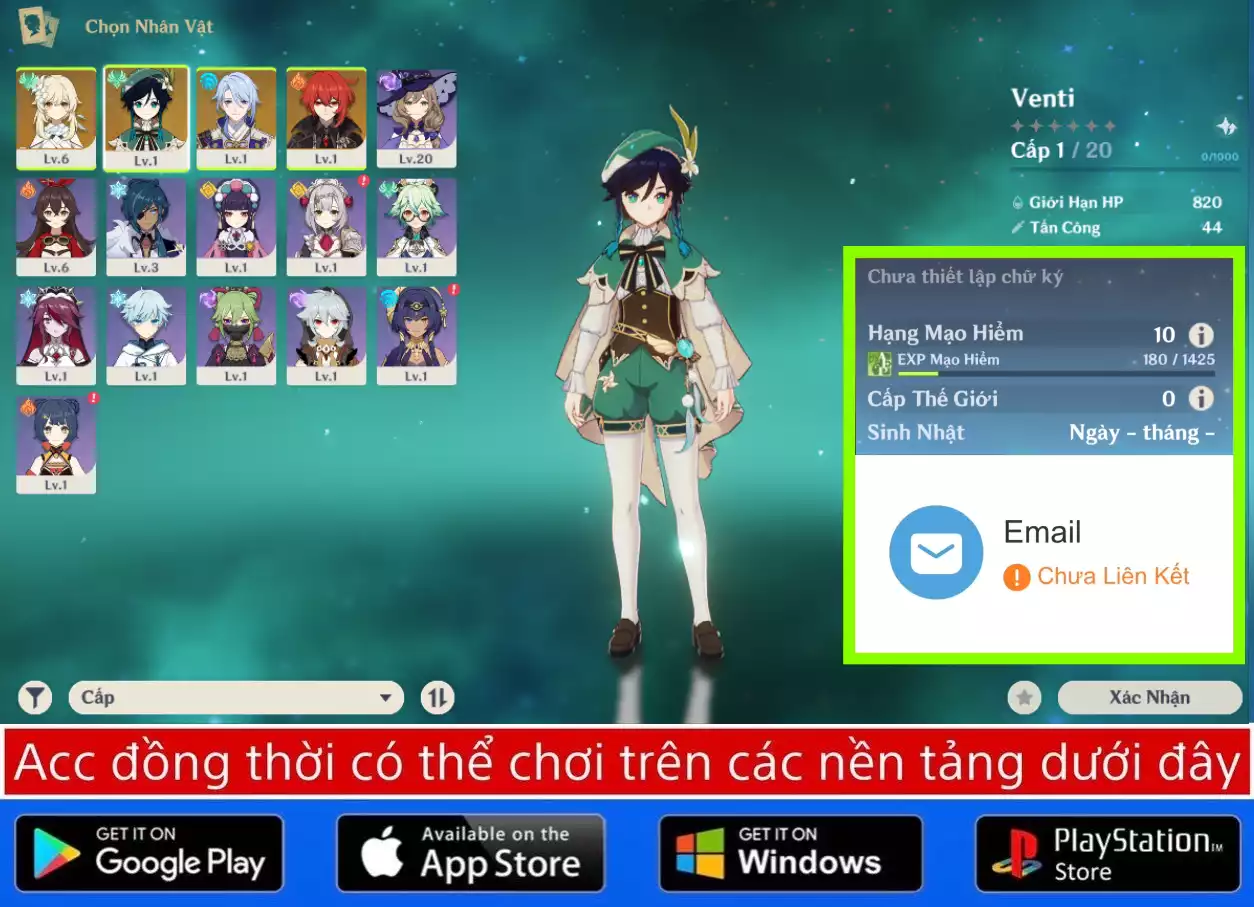 Chọn Nhân Vật
Lv.6
Lv.1
Lv.1
Lv.1
Lv.20
Lv.6
Lv.3
Lv.1
Lv.1
Lv.1
Lv.1
Lv.1
Lv.1
Lv.1
Lv.1
Lv.1
Venti
Cấp 1 / 20
0/1000
Giới Hạn HP 820
Tấn Công 44
Chưa thiết lập chữ ký
Hạng Mạo Hiểm 10
EXP Mạo Hiểm 180 / 1425
Cấp Thế Giới 0
Sinh Nhật Ngày - tháng -
Email
Chưa Liên Kết
Cấp
Xác Nhận
Acc đồng thời có thể chơi trên các nền tảng dưới đây
GET IT ON
Google Play
Available on the
App Store
GET IT ON
Windows
PlayStation™
Store